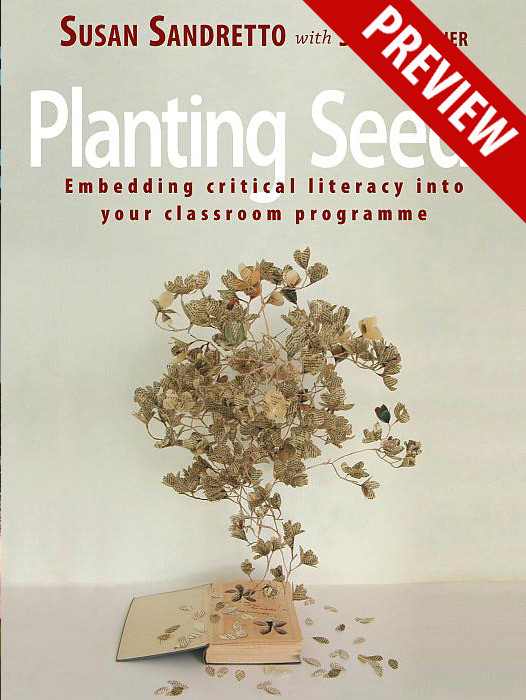 SUSAN SANDRETTO with
Planting Seed
Embedding critical literacy into
your classroom programme
PREVIEW